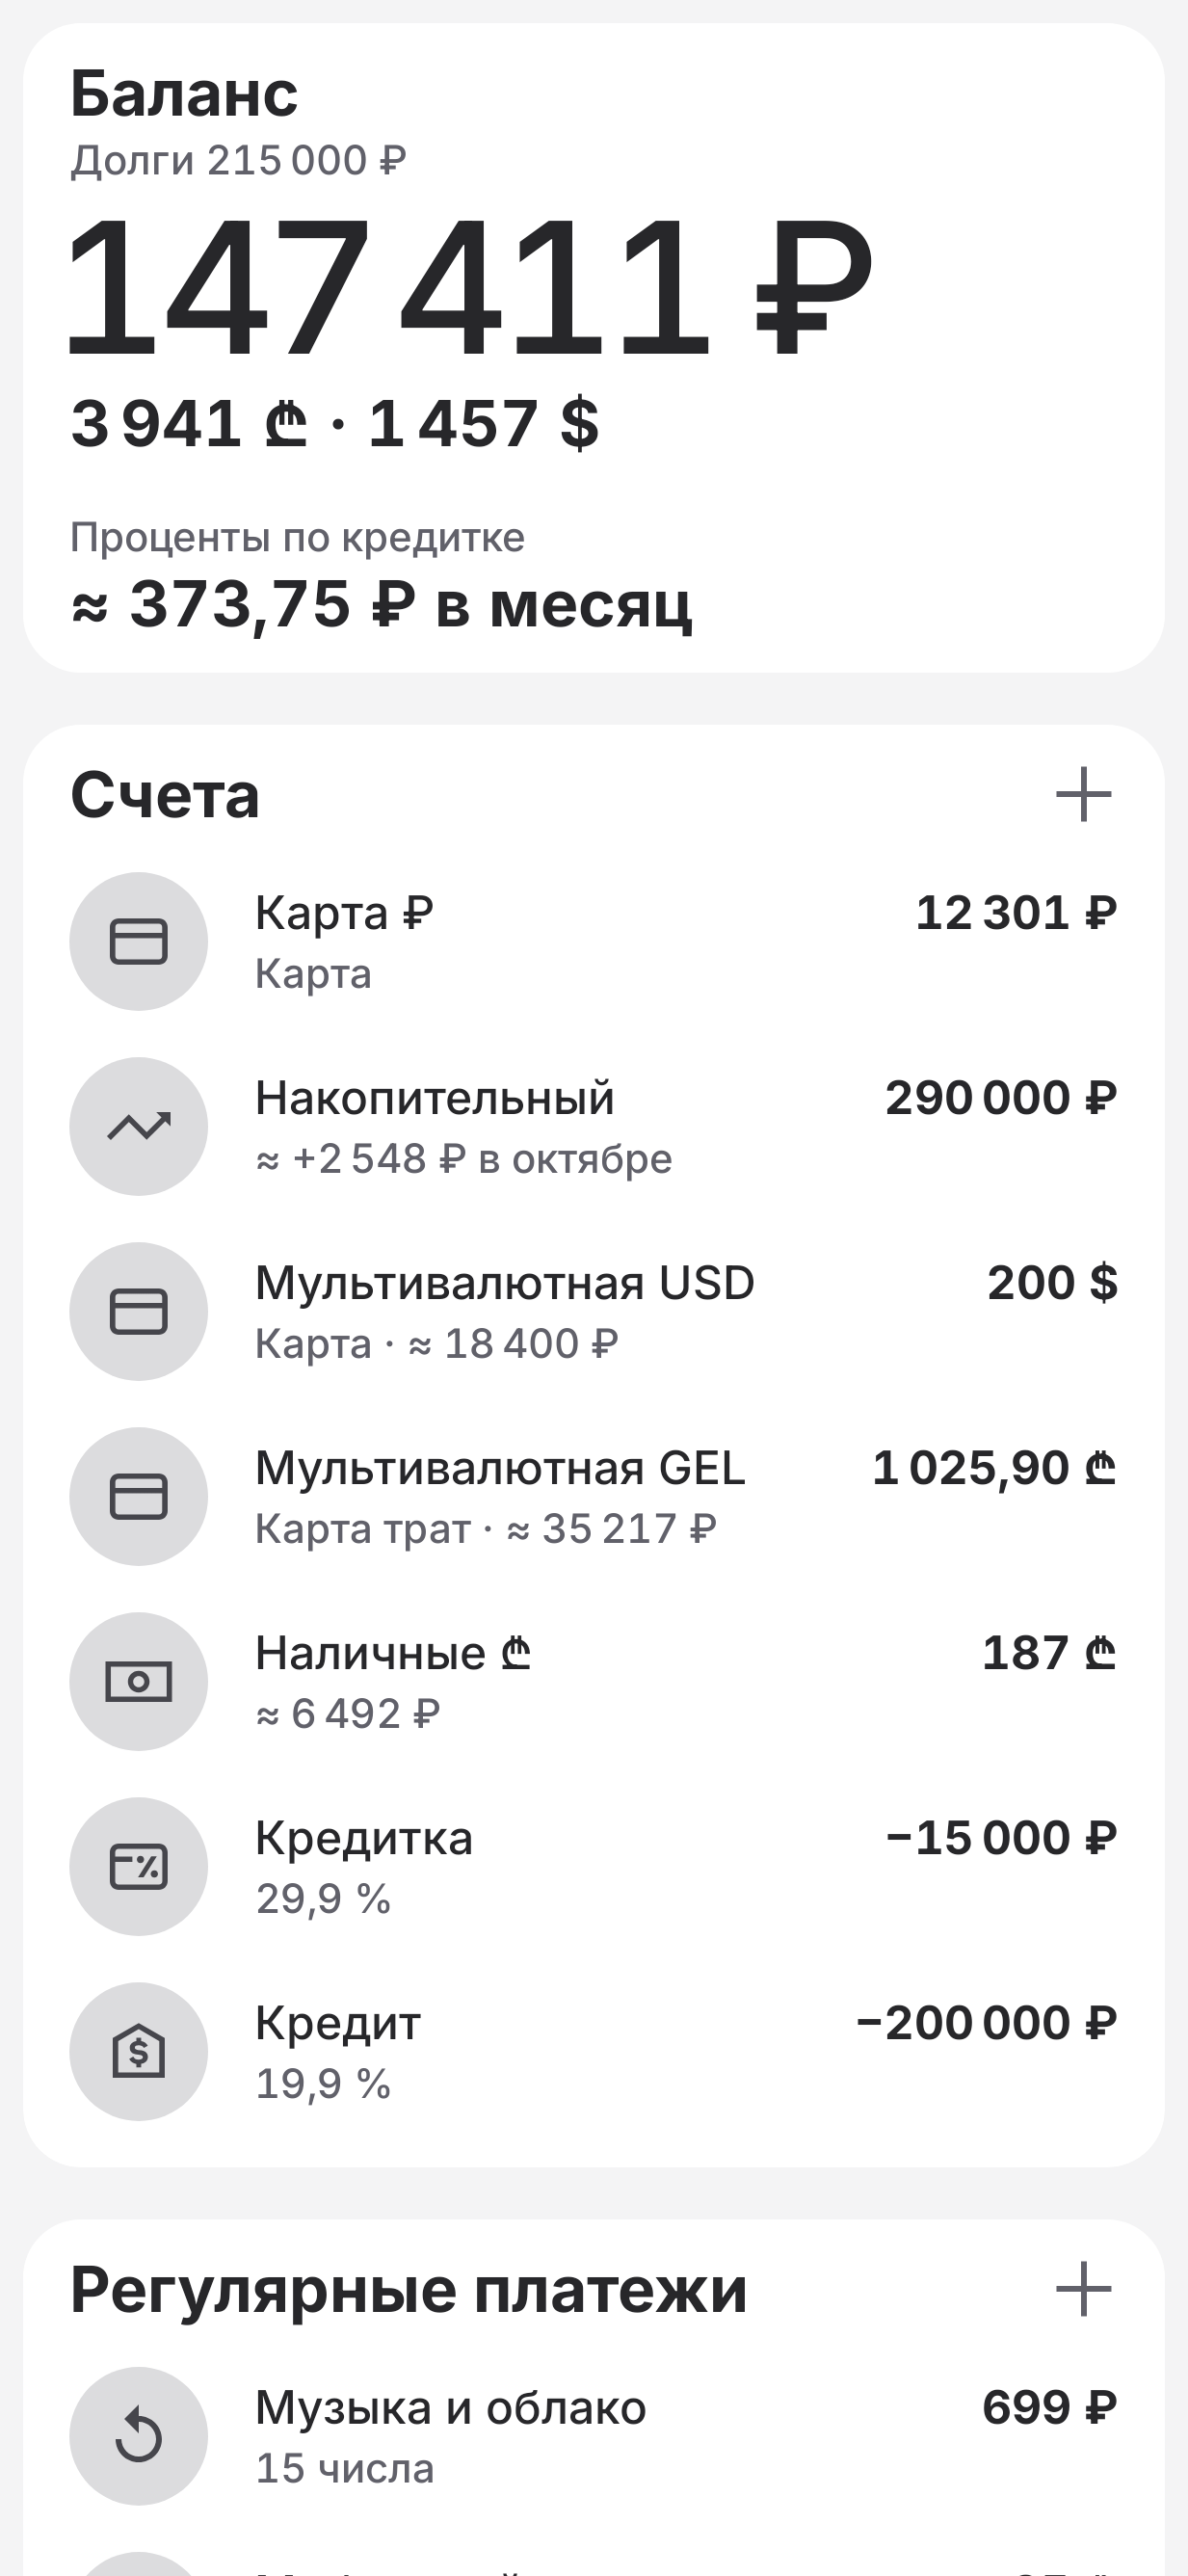 Баланс
Долги 215 000 ₽
147 411 ₽
3 941 ₾ · 1 457 $
Проценты по кредитке
≈ 373,75 ₽ в месяц
Счета
Карта ₽
12 301 ₽
Карта
Накопительный
290 000 ₽
≈ +2 548 ₽ в октябре
Мультивалютная USD
200 $
Карта · ≈ 18 400 ₽
Мультивалютная GEL
1 025,90 ₾
Карта трат · ≈ 35 217 ₽
Наличные ₾
187 ₾
≈ 6 492 ₽
Кредитка
−15 000 ₽
29,9 %
Кредит
−200 000 ₽
19,9 %
Регулярные платежи
Музыка и облако
699 ₽
15 числа